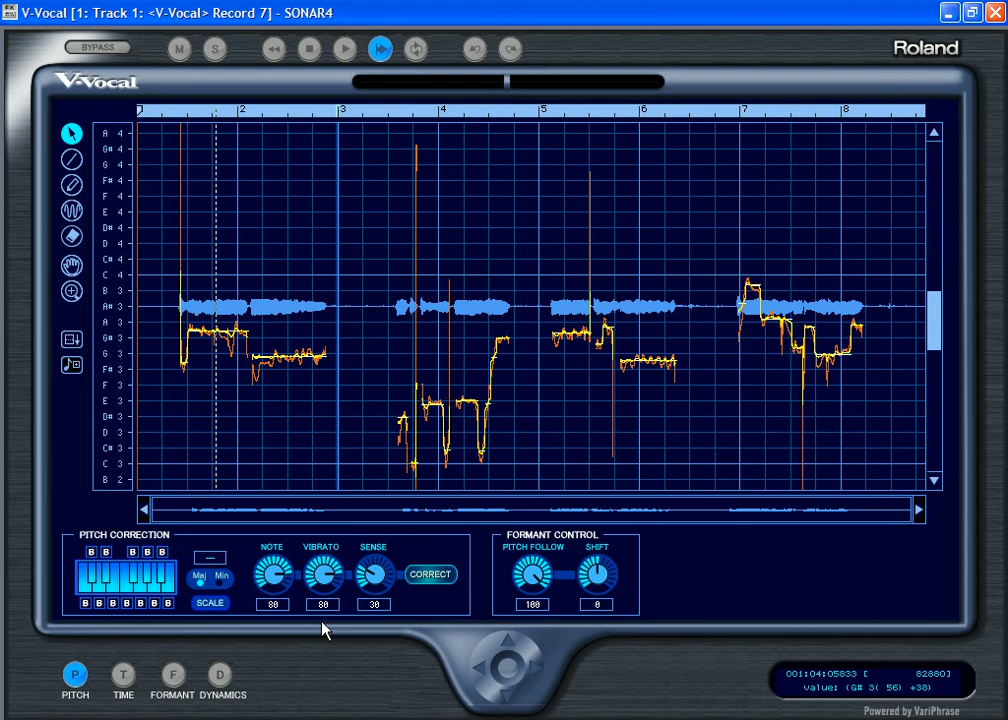 V-Vocal [1: Track 1: <V-Vocal> Record 7] - SONAR4
BYPASS
M S
Roland
V-Vocal
2 3 4 5 6 7 8
A 4
G# 4
G 4
F# 4
F 4
E 4
D# 4
D 4
C# 4
C 4
B 3
A# 3
A 3
G# 3
G 3
F# 3
F 3
E 3
D# 3
D 3
C# 3
C 3
B 2
PITCH CORRECTION
B B B B B
B B B B B B B
Maj Min
SCALE
NOTE VIBRATO SENSE
CORRECT
80 80 30
FORMANT CONTROL
PITCH FOLLOW SHIFT
100 0
P T F D
PITCH TIME FORMANT DYNAMICS
001:04:05833 [ 82880]
value: (G# 3( 56) +38)
Powered by VariPhrase